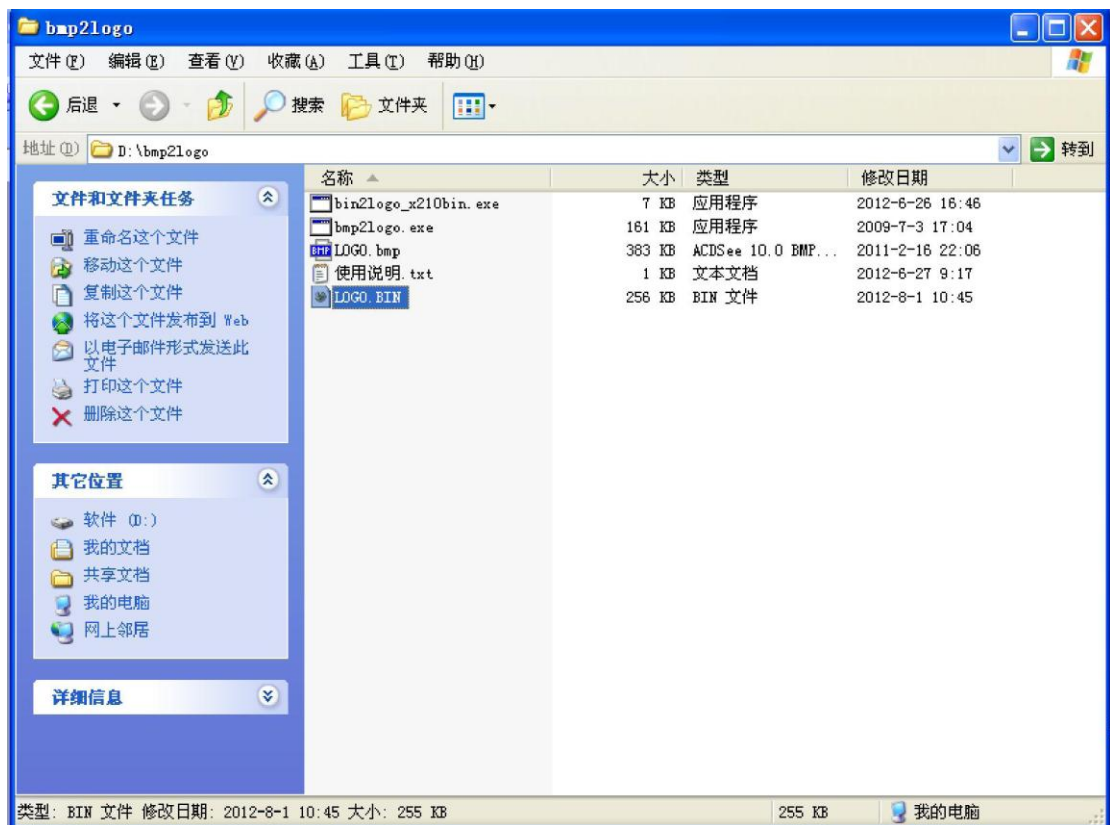 bmp2logo
文件(F) 编辑(E) 查看(V) 收藏(A) 工具(T) 帮助(H)
后退 搜索 文件夹
地址(D) D:\bmp2logo 转到
名称 大小 类型 修改日期
bin2logo_x210bin.exe 7 KB 应用程序 2012-6-26 16:46
bmp2logo.exe 161 KB 应用程序 2009-7-3 17:04
LOGO.bmp 383 KB ACDSee 10.0 BMP... 2011-2-16 22:06
使用说明.txt 1 KB 文本文档 2012-6-27 9:17
LOGO.BIN 256 KB BIN 文件 2012-8-1 10:45
文件和文件夹任务
重命名这个文件
移动这个文件
复制这个文件
将这个文件发布到 Web
以电子邮件形式发送此
文件
打印这个文件
删除这个文件
其它位置
软件 (D:)
我的文档
共享文档
我的电脑
网上邻居
详细信息
类型: BIN 文件 修改日期: 2012-8-1 10:45 大小: 255 KB 255 KB 我的电脑